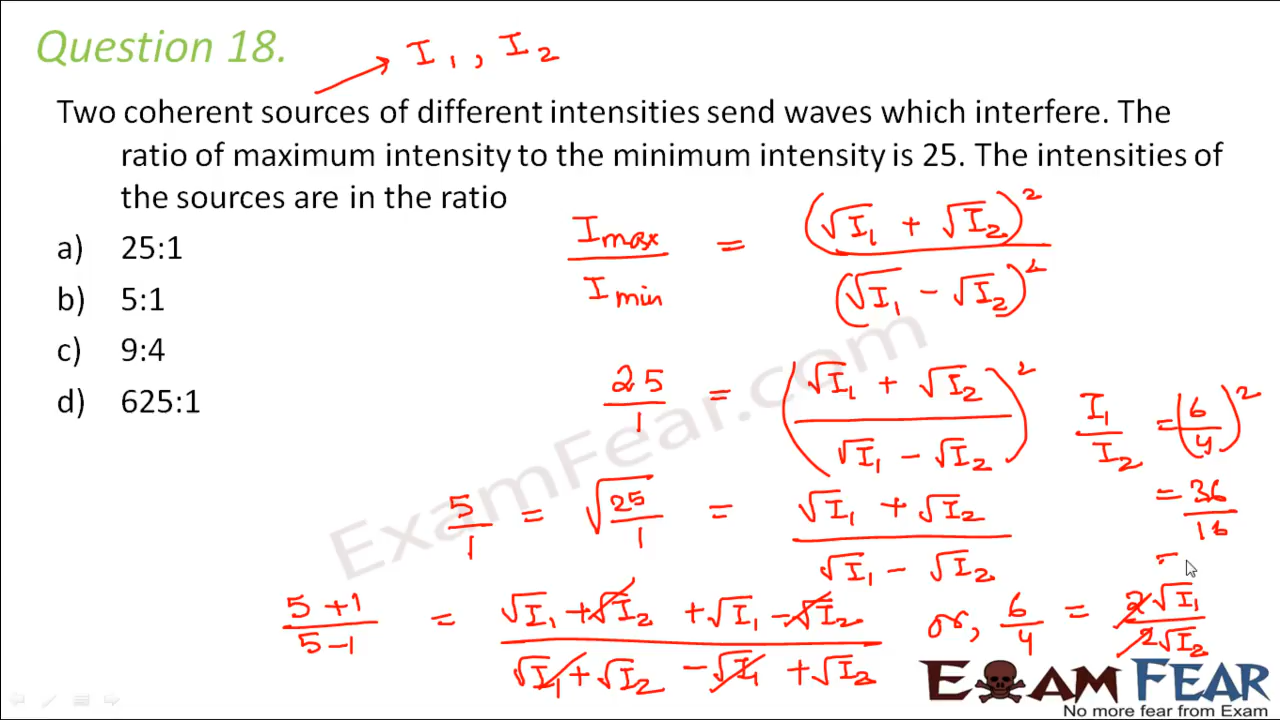 Question 18.
I₁, I₂
Two coherent sources of different intensities send waves which interfere. The
ratio of maximum intensity to the minimum intensity is 25. The intensities of
the sources are in the ratio
a) 25:1
b) 5:1
c) 9:4
d) 625:1
Imax/Imin = (√I₁ + √I₂)²/(√I₁ − √I₂)²
25/1 = ((√I₁ + √I₂)/(√I₁ − √I₂))²
5/1 = √(25/1) = (√I₁ + √I₂)/(√I₁ − √I₂)
(5+1)/(5−1) = (√I₁ + √I₂ + √I₁ − √I₂)/(√I₁ + √I₂ − √I₁ + √I₂) or, 6/4 = 2√I₁/2√I₂
I₁/I₂ = (6/4)²
= 36/16
=
ExamFear.com
EXAM FEAR
No more fear from Exam